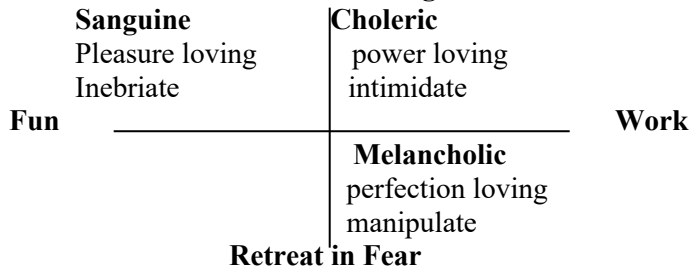 Sanguine Choleric
Pleasure loving power loving
Inebriate intimidate
Fun Work
Melancholic
perfection loving
manipulate
Retreat in Fear